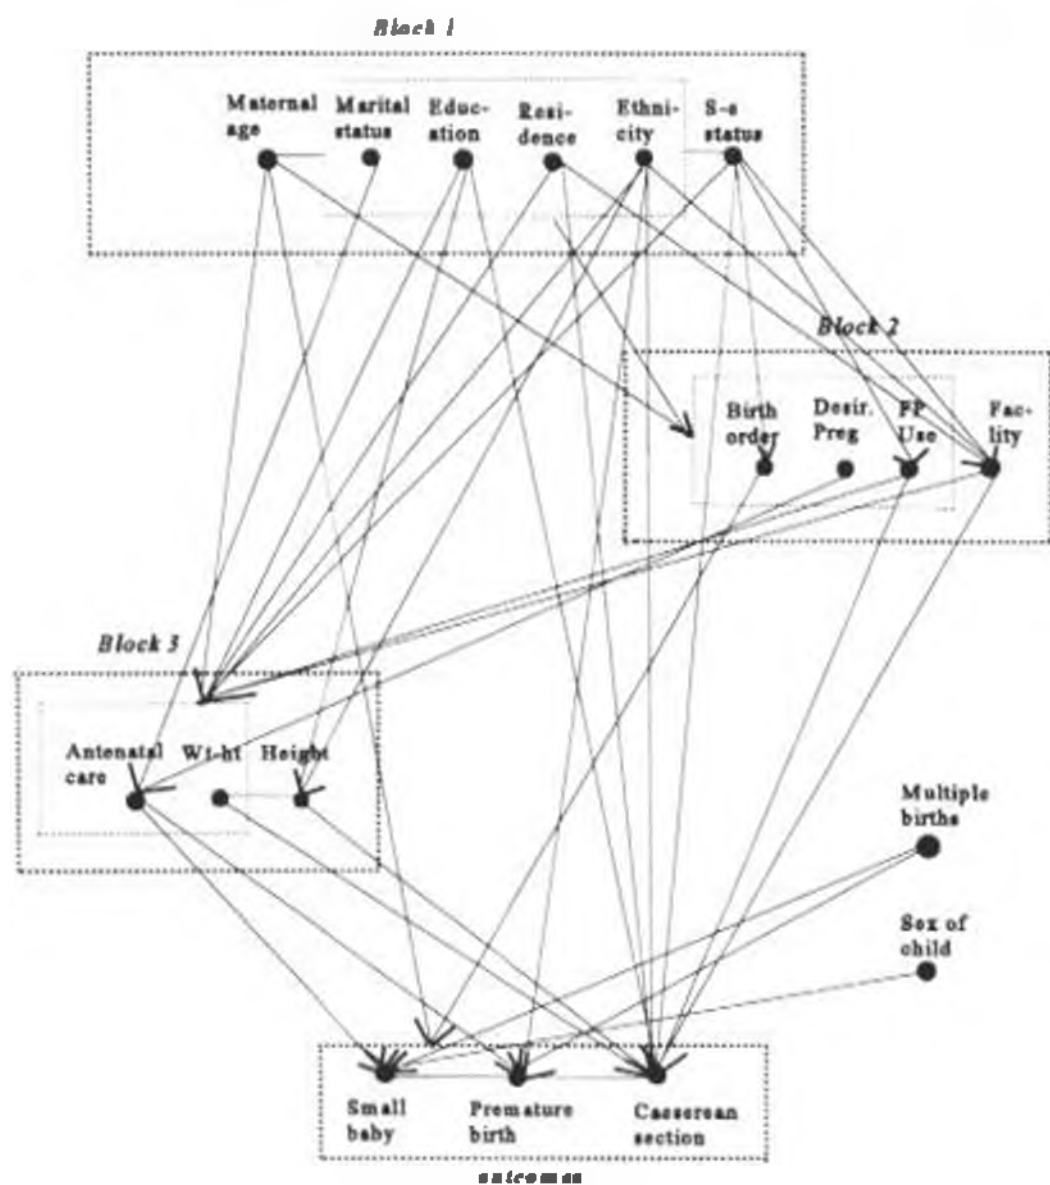 Block 1
Maternal age
Marital status
Educ- ation
Resi- dence
Ethni- city
S-e status
Block 2
Birth order
Desir. Preg
FP Use
Fac- lity
Block 3
Antenatal care
Wt-ht
Height
Multiple births
Sex of child
Small baby
Premature birth
Caeserean section
outcomes